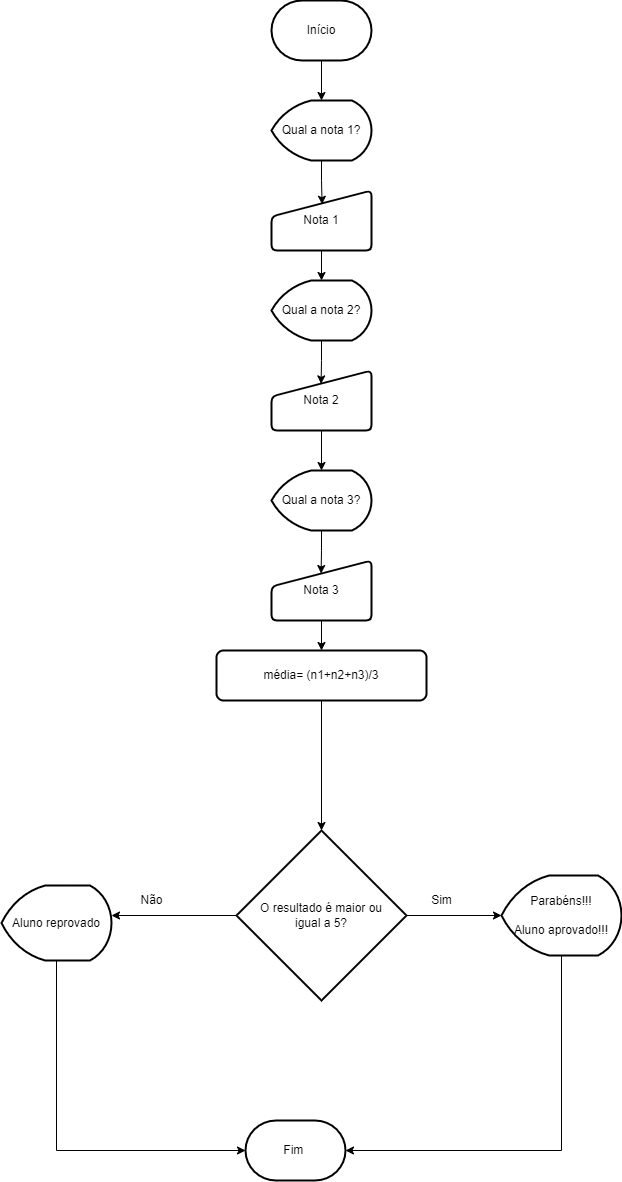 Início
Qual a nota 1?
Nota 1
Qual a nota 2?
Nota 2
Qual a nota 3?
Nota 3
média= (n1+n2+n3)/3
O resultado é maior ou
igual a 5?
Não
Sim
Aluno reprovado
Parabéns!!!
Aluno aprovado!!!
Fim